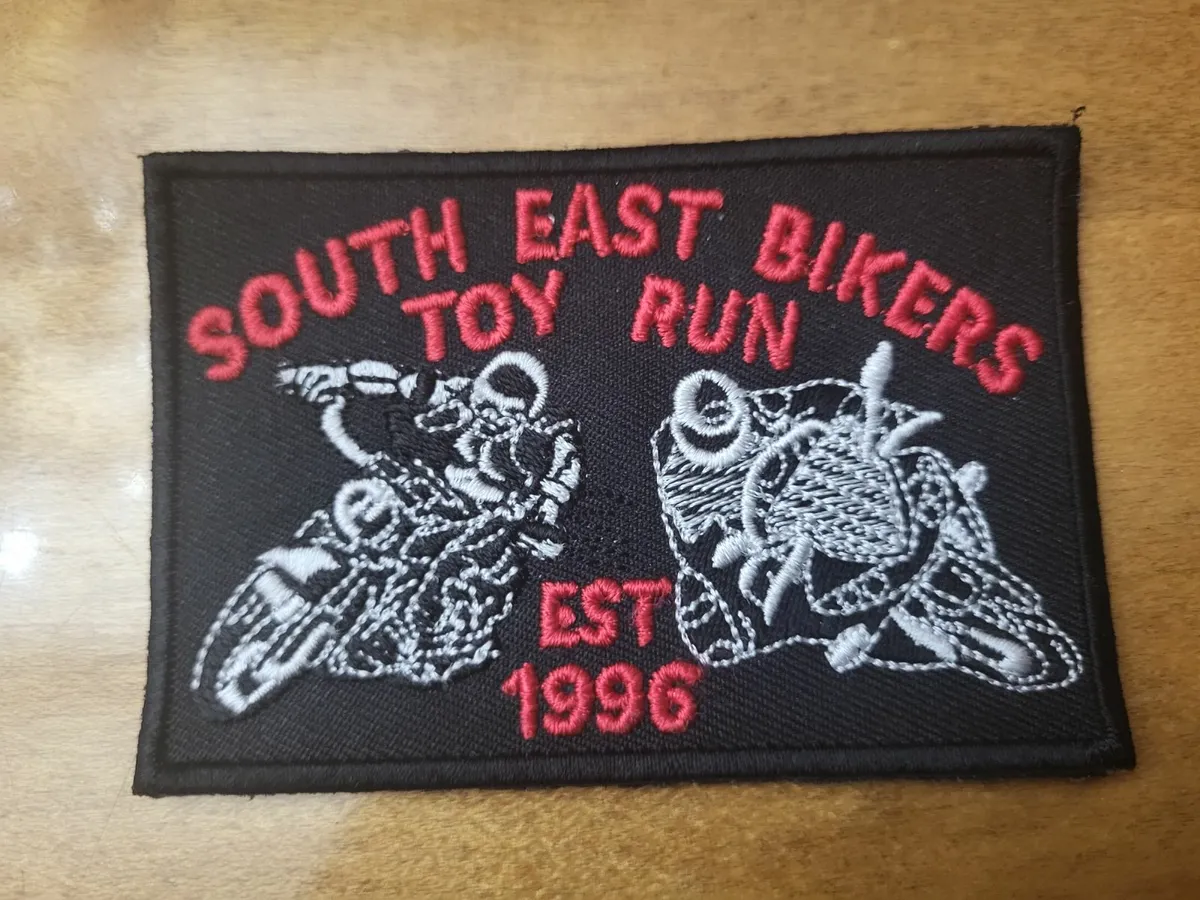 SOUTH EAST BIKERS
TOY RUN
EST
1996